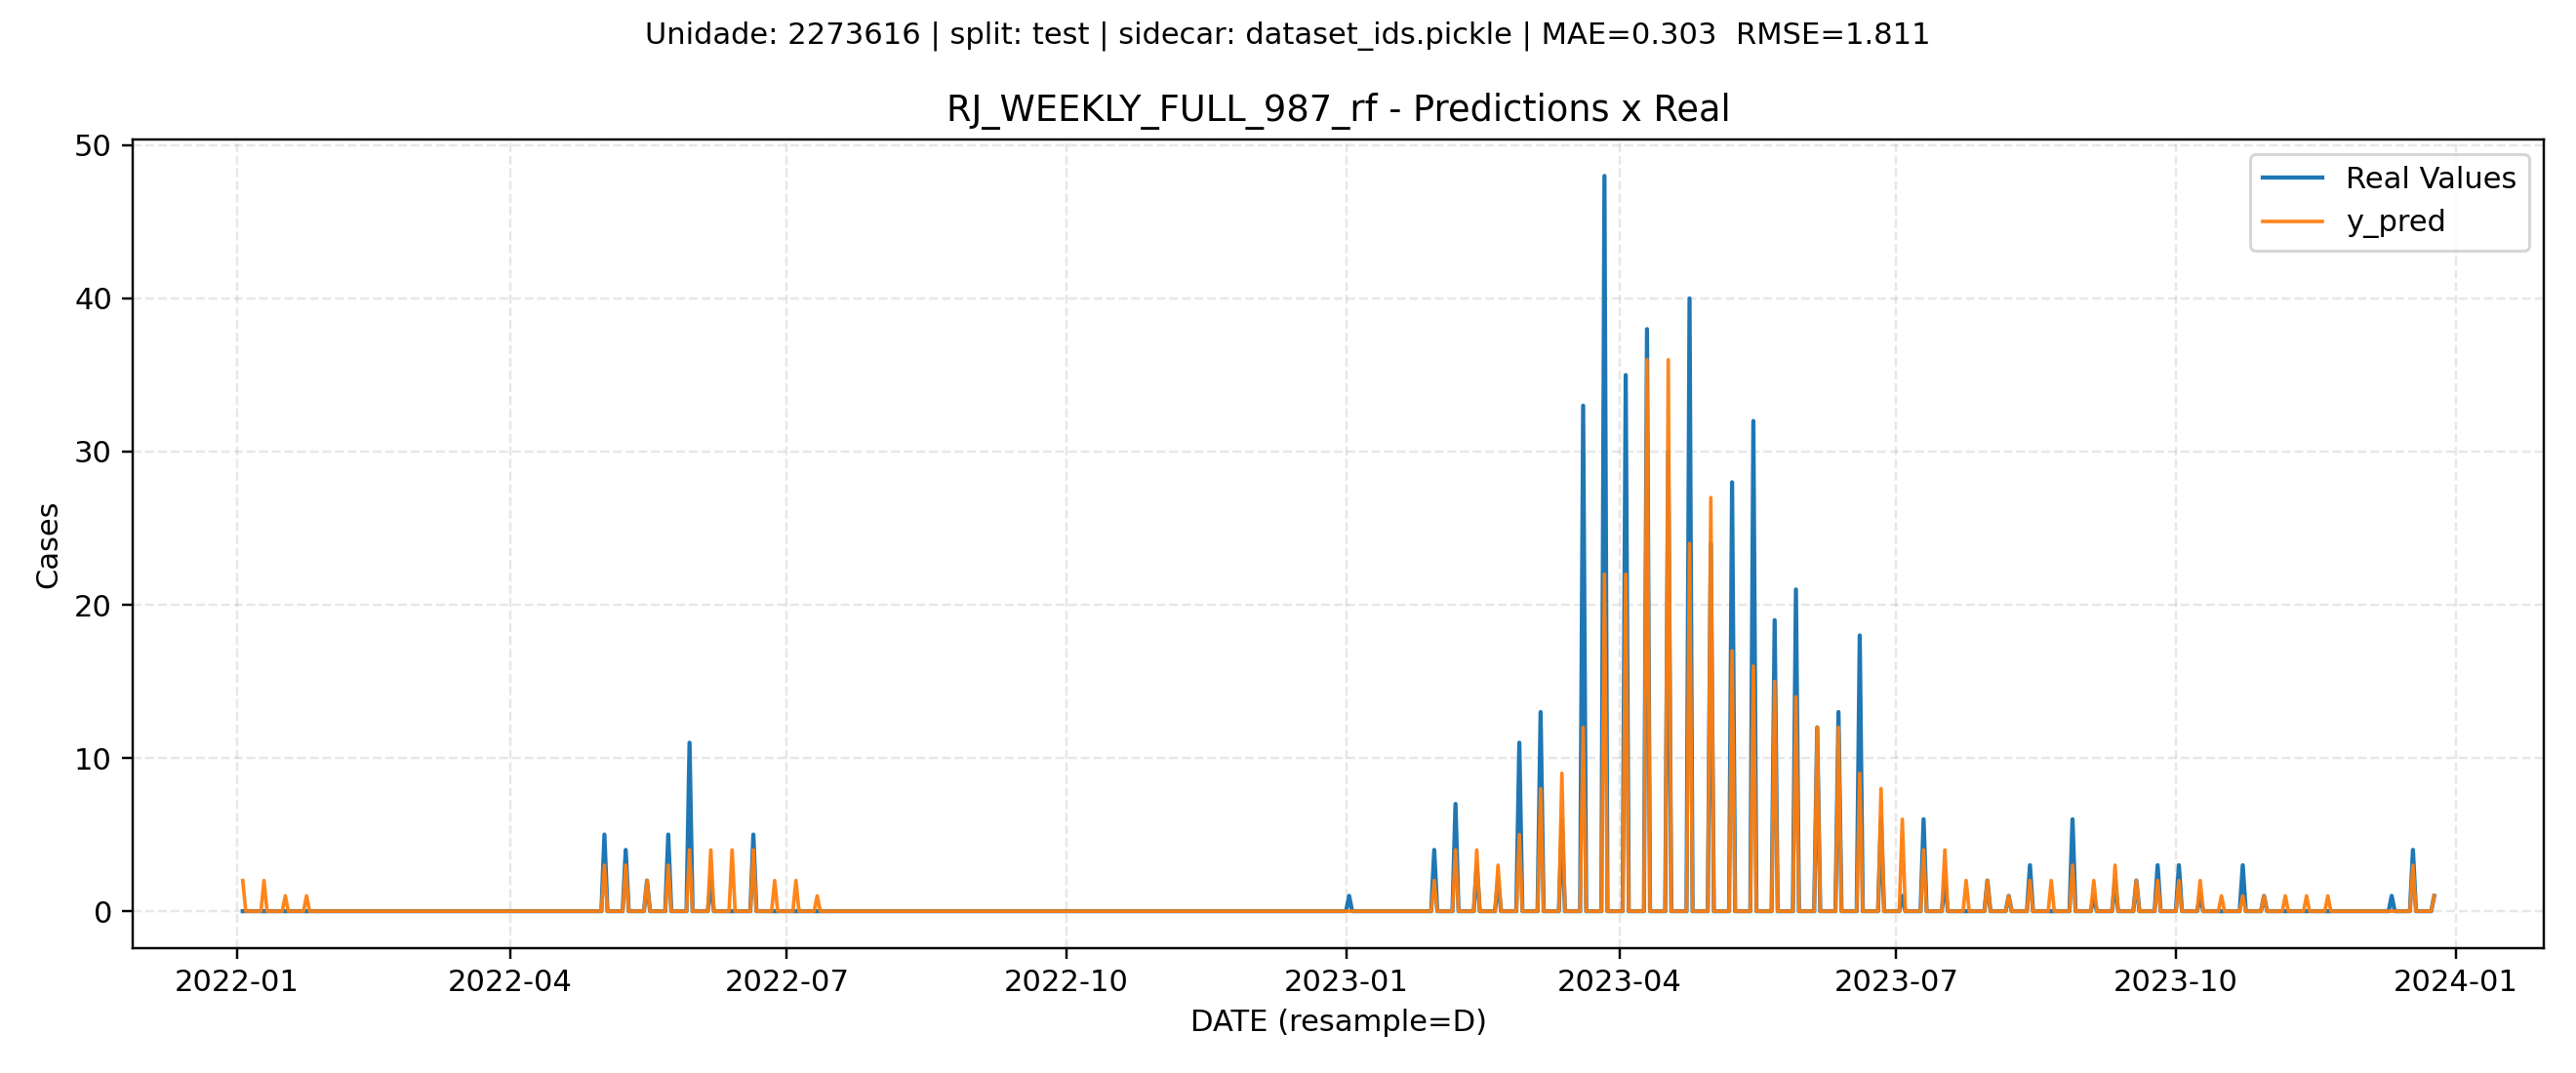 Unidade: 2273616 | split: test | sidecar: dataset_ids.pickle | MAE=0.303  RMSE=1.811
RJ_WEEKLY_FULL_987_rf - Predictions x Real
50
40
30
20
10
0
Cases
Real Values
y_pred
2022-01
2022-04
2022-07
2022-10
2023-01
2023-04
2023-07
2023-10
2024-01
DATE (resample=D)